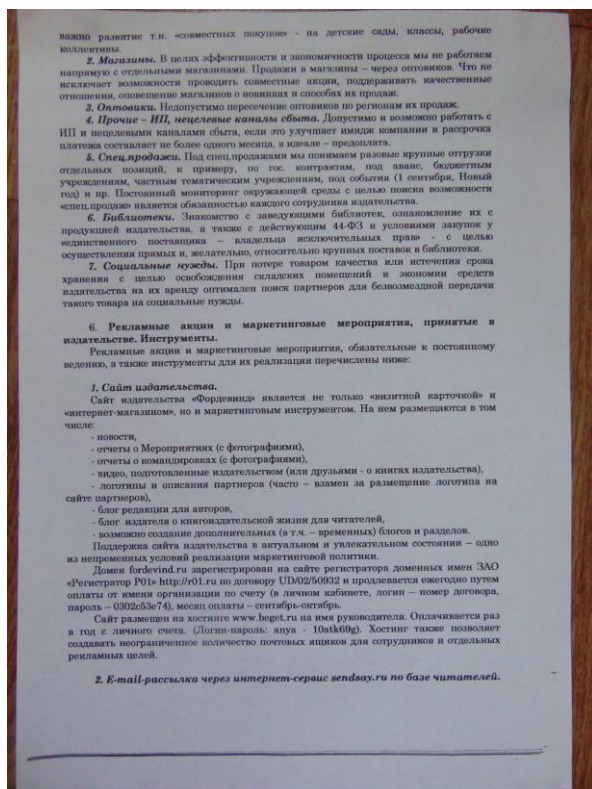 важно развитие т.н. «совместных покупок» - на детские сады, классы, рабочие
коллективы.
2. Магазины. В целях эффективности и экономичности процесса мы не работаем
напрямую с отдельными магазинами. Продажи в магазины – через оптовиков. Что не
исключает возможности проводить совместные акции, поддерживать качественные
отношения, оповещение магазинов о новинках и способах их продаж.
3. Оптовики. Недопустимо пересечение оптовиков по регионам их продаж.
4. Прочие – ИП, нецелевые каналы сбыта. Допустимо и возможно работать с
ИП и нецелевыми каналами сбыта, если это улучшает имидж компании и рассрочка
платежа составляет не более одного месяца, в идеале – предоплата.
5. Спец.продажи. Под спец.продажами мы понимаем разовые крупные отгрузки
отдельных позиций, к примеру, по гос. контрактам, под аванс, бюджетным
учреждениям, частным тематическим учреждениям, под события (1 сентября, Новый
год) и пр. Постоянный мониторинг окружающей среды с целью поиска возможности
«спец.продаж» является обязанностью каждого сотрудника издательства.
6. Библиотеки. Знакомство с заведующими библиотек, ознакомление их с
продукцией издательства, а также с действующим 44-ФЗ и условиями закупок у
«единственного поставщика – владельца исключительных прав» - с целью
осуществления прямых и, желательно, относительно крупных поставок в библиотеки.
7. Социальные нужды. При потере товаром качества или истечения срока
хранения с целью освобождения складских помещений и экономии средств
издательства на их аренду оптимален поиск партнеров для безвозмездной передачи
такого товара на социальные нужды.
6. Рекламные акции и маркетинговые мероприятия, принятые в
издательстве. Инструменты.
Рекламные акции и маркетинговые мероприятия, обязательные к постоянному
ведению, а также инструменты для их реализации перечислены ниже:
1. Сайт издательства.
Сайт издательства «Фордевинд» является не только «визитной карточкой» и
«интернет-магазином», но и маркетинговым инструментом. На нем размещаются в том
числе:
- новости,
- отчеты о Мероприятиях (с фотографиями),
- отчеты о командировках (с фотографиями),
- видео, подготовленные издательством (или друзьями - о книгах издательства),
- логотипы и описания партнеров (часто – взамен за размещение логотипа на
сайте партнеров),
- блог редакции для авторов,
- блог издателя о книгоиздательской жизни для читателей,
- возможно создание дополнительных (в т.ч. – временных) блогов и разделов.
Поддержка сайта издательства в актуальном и увлекательном состоянии – одно
из непременных условий реализации маркетинговой политики.
Домен fordevind.ru зарегистрирован на сайте регистратора доменных имен ЗАО
«Регистратор Р01» http://r01.ru по договору UD/02/50932 и продлевается ежегодно путем
оплаты от имени организации по счету (в личном кабинете, логин – номер договора,
пароль – 0302c53e74), месяц оплаты – сентябрь-октябрь.
Сайт размещен на хостинге www.beget.ru на имя руководителя. Оплачивается раз
в год с личного счета. (Логин-пароль: anya - 10atk69g). Хостинг также позволяет
создавать неограниченное количество почтовых ящиков для сотрудников и отдельных
рекламных целей.
2. E-mail-рассылка через интернет-сервис sendsay.ru по базе читателей.